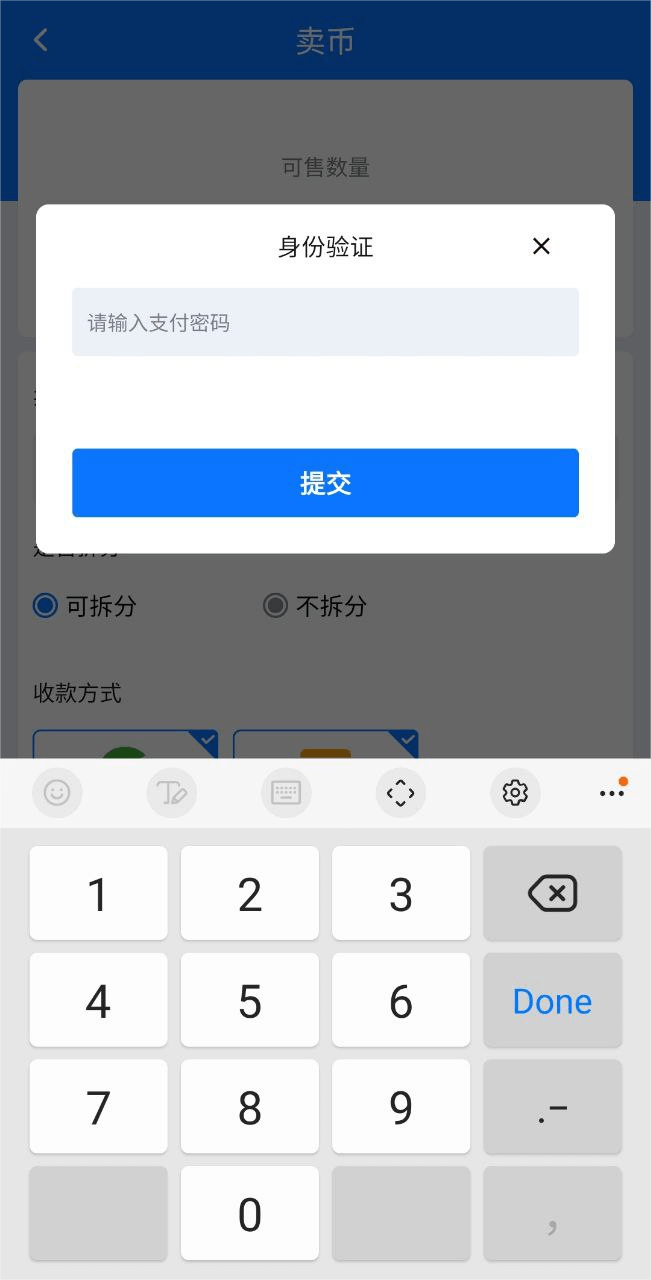 卖币
可售数量
身份验证
请输入支付密码
提交
可拆分 不拆分
收款方式
1 2 3
4 5 6 Done
7 8 9 .-
0 ,